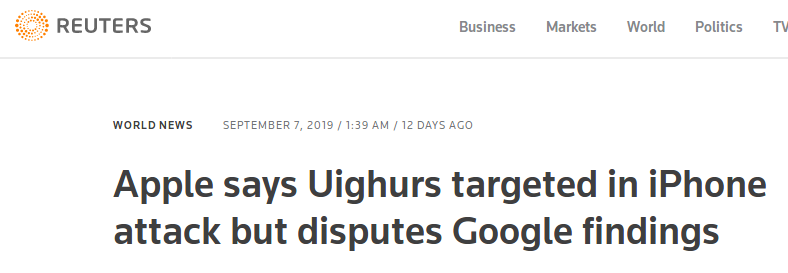 REUTERS Business Markets World Politics TV
WORLD NEWS SEPTEMBER 7, 2019 / 1:39 AM / 12 DAYS AGO
Apple says Uighurs targeted in iPhone
attack but disputes Google findings